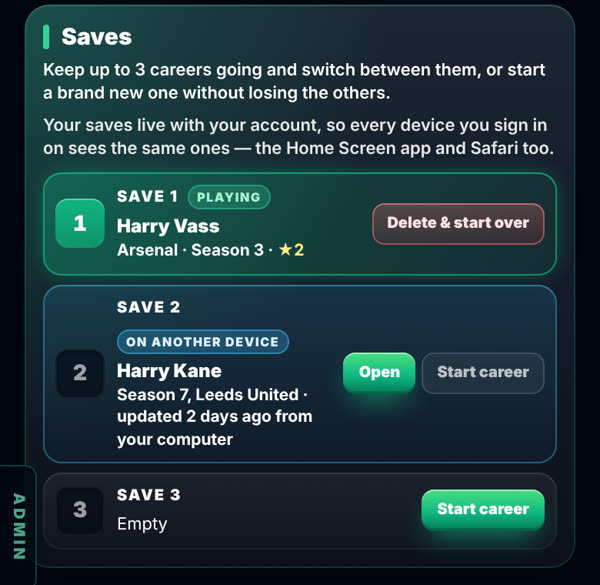 Saves
Keep up to 3 careers going and switch between them, or start
a brand new one without losing the others.
Your saves live with your account, so every device you sign in
on sees the same ones — the Home Screen app and Safari too.
1
SAVE 1 PLAYING
Harry Vass
Arsenal · Season 3 · ★2
Delete & start over
2
SAVE 2
ON ANOTHER DEVICE
Harry Kane
Season 7, Leeds United ·
updated 2 days ago from
your computer
Open
Start career
3
SAVE 3
Empty
Start career
ADMIN